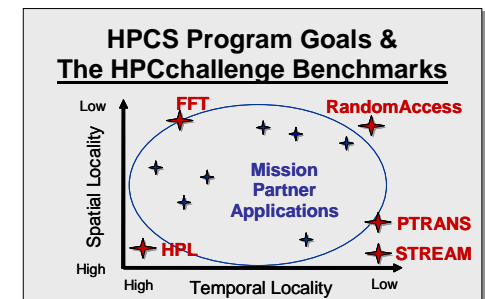 HPCS Program Goals &
The HPCchallenge Benchmarks
Low
FFT
RandomAccess
Spatial Locality
Mission
Partner
Applications
PTRANS
HPL
STREAM
High
High
Temporal Locality
Low